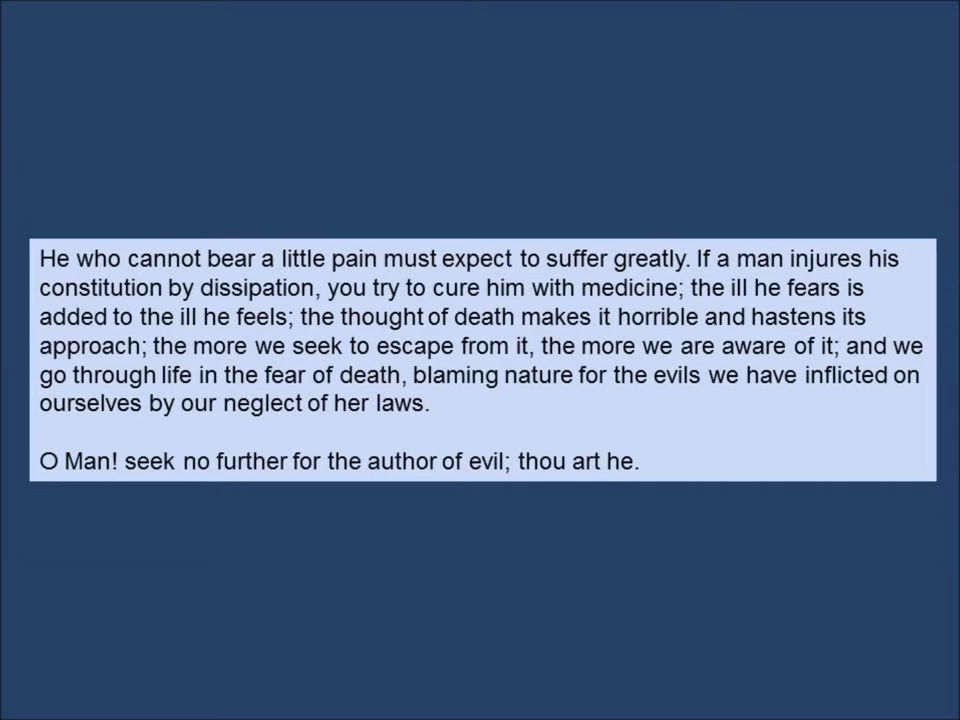 He who cannot bear a little pain must expect to suffer greatly. If a man injures his
constitution by dissipation, you try to cure him with medicine; the ill he fears is
added to the ill he feels; the thought of death makes it horrible and hastens its
approach; the more we seek to escape from it, the more we are aware of it; and we
go through life in the fear of death, blaming nature for the evils we have inflicted on
ourselves by our neglect of her laws.
O Man! seek no further for the author of evil; thou art he.